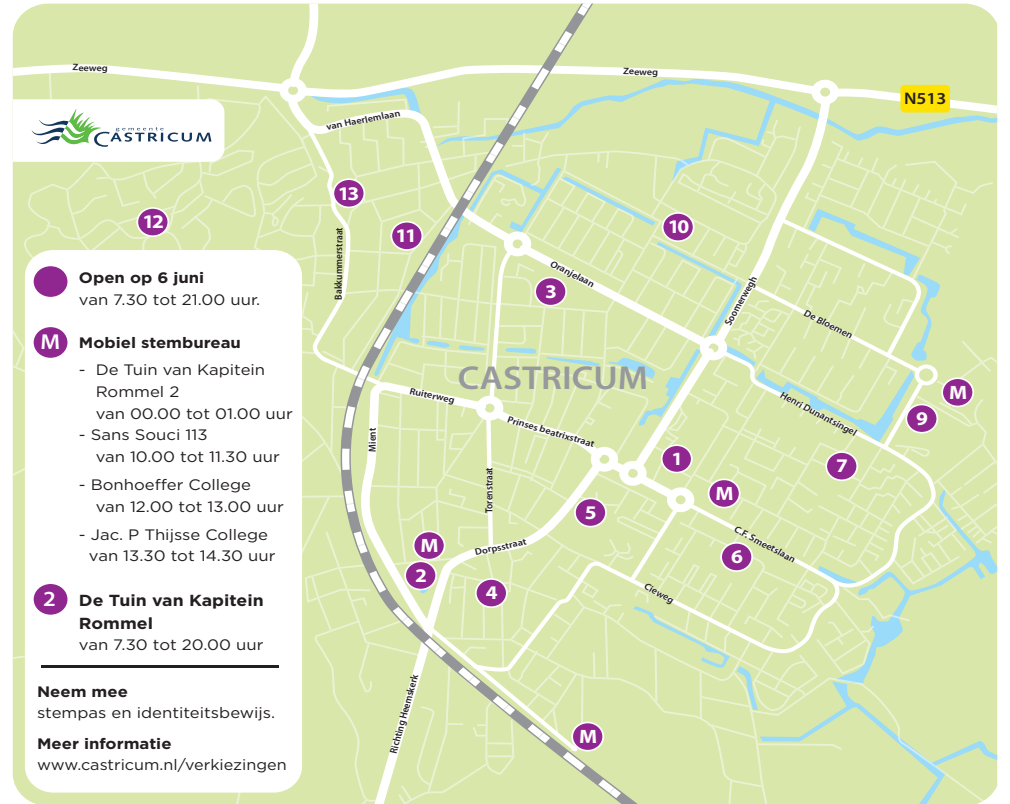 Zeeweg
Zeeweg
N513
gemeente
CASTRICUM
van Haerlemlaan
13
12
11
10
Bakkummerstraat
Oranjelaan
3
Soomerwegh
De Bloemen
CASTRICUM
Ruiterweg
Prinses beatrixstraat
Henri Dunantsingel
M
9
Mient
Torenstraat
1
7
M
5
C.F. Smeetslaan
6
M
Dorpsstraat
2
4
Cieweg
Richting Heemskerk
M
Open op 6 juni
van 7.30 tot 21.00 uur.
M Mobiel stembureau
- De Tuin van Kapitein
Rommel 2
van 00.00 tot 01.00 uur
- Sans Souci 113
van 10.00 tot 11.30 uur
- Bonhoeffer College
van 12.00 tot 13.00 uur
- Jac. P Thijsse College
van 13.30 tot 14.30 uur
2 De Tuin van Kapitein
Rommel
van 7.30 tot 20.00 uur
Neem mee
stempas en identiteitsbewijs.
Meer informatie
www.castricum.nl/verkiezingen